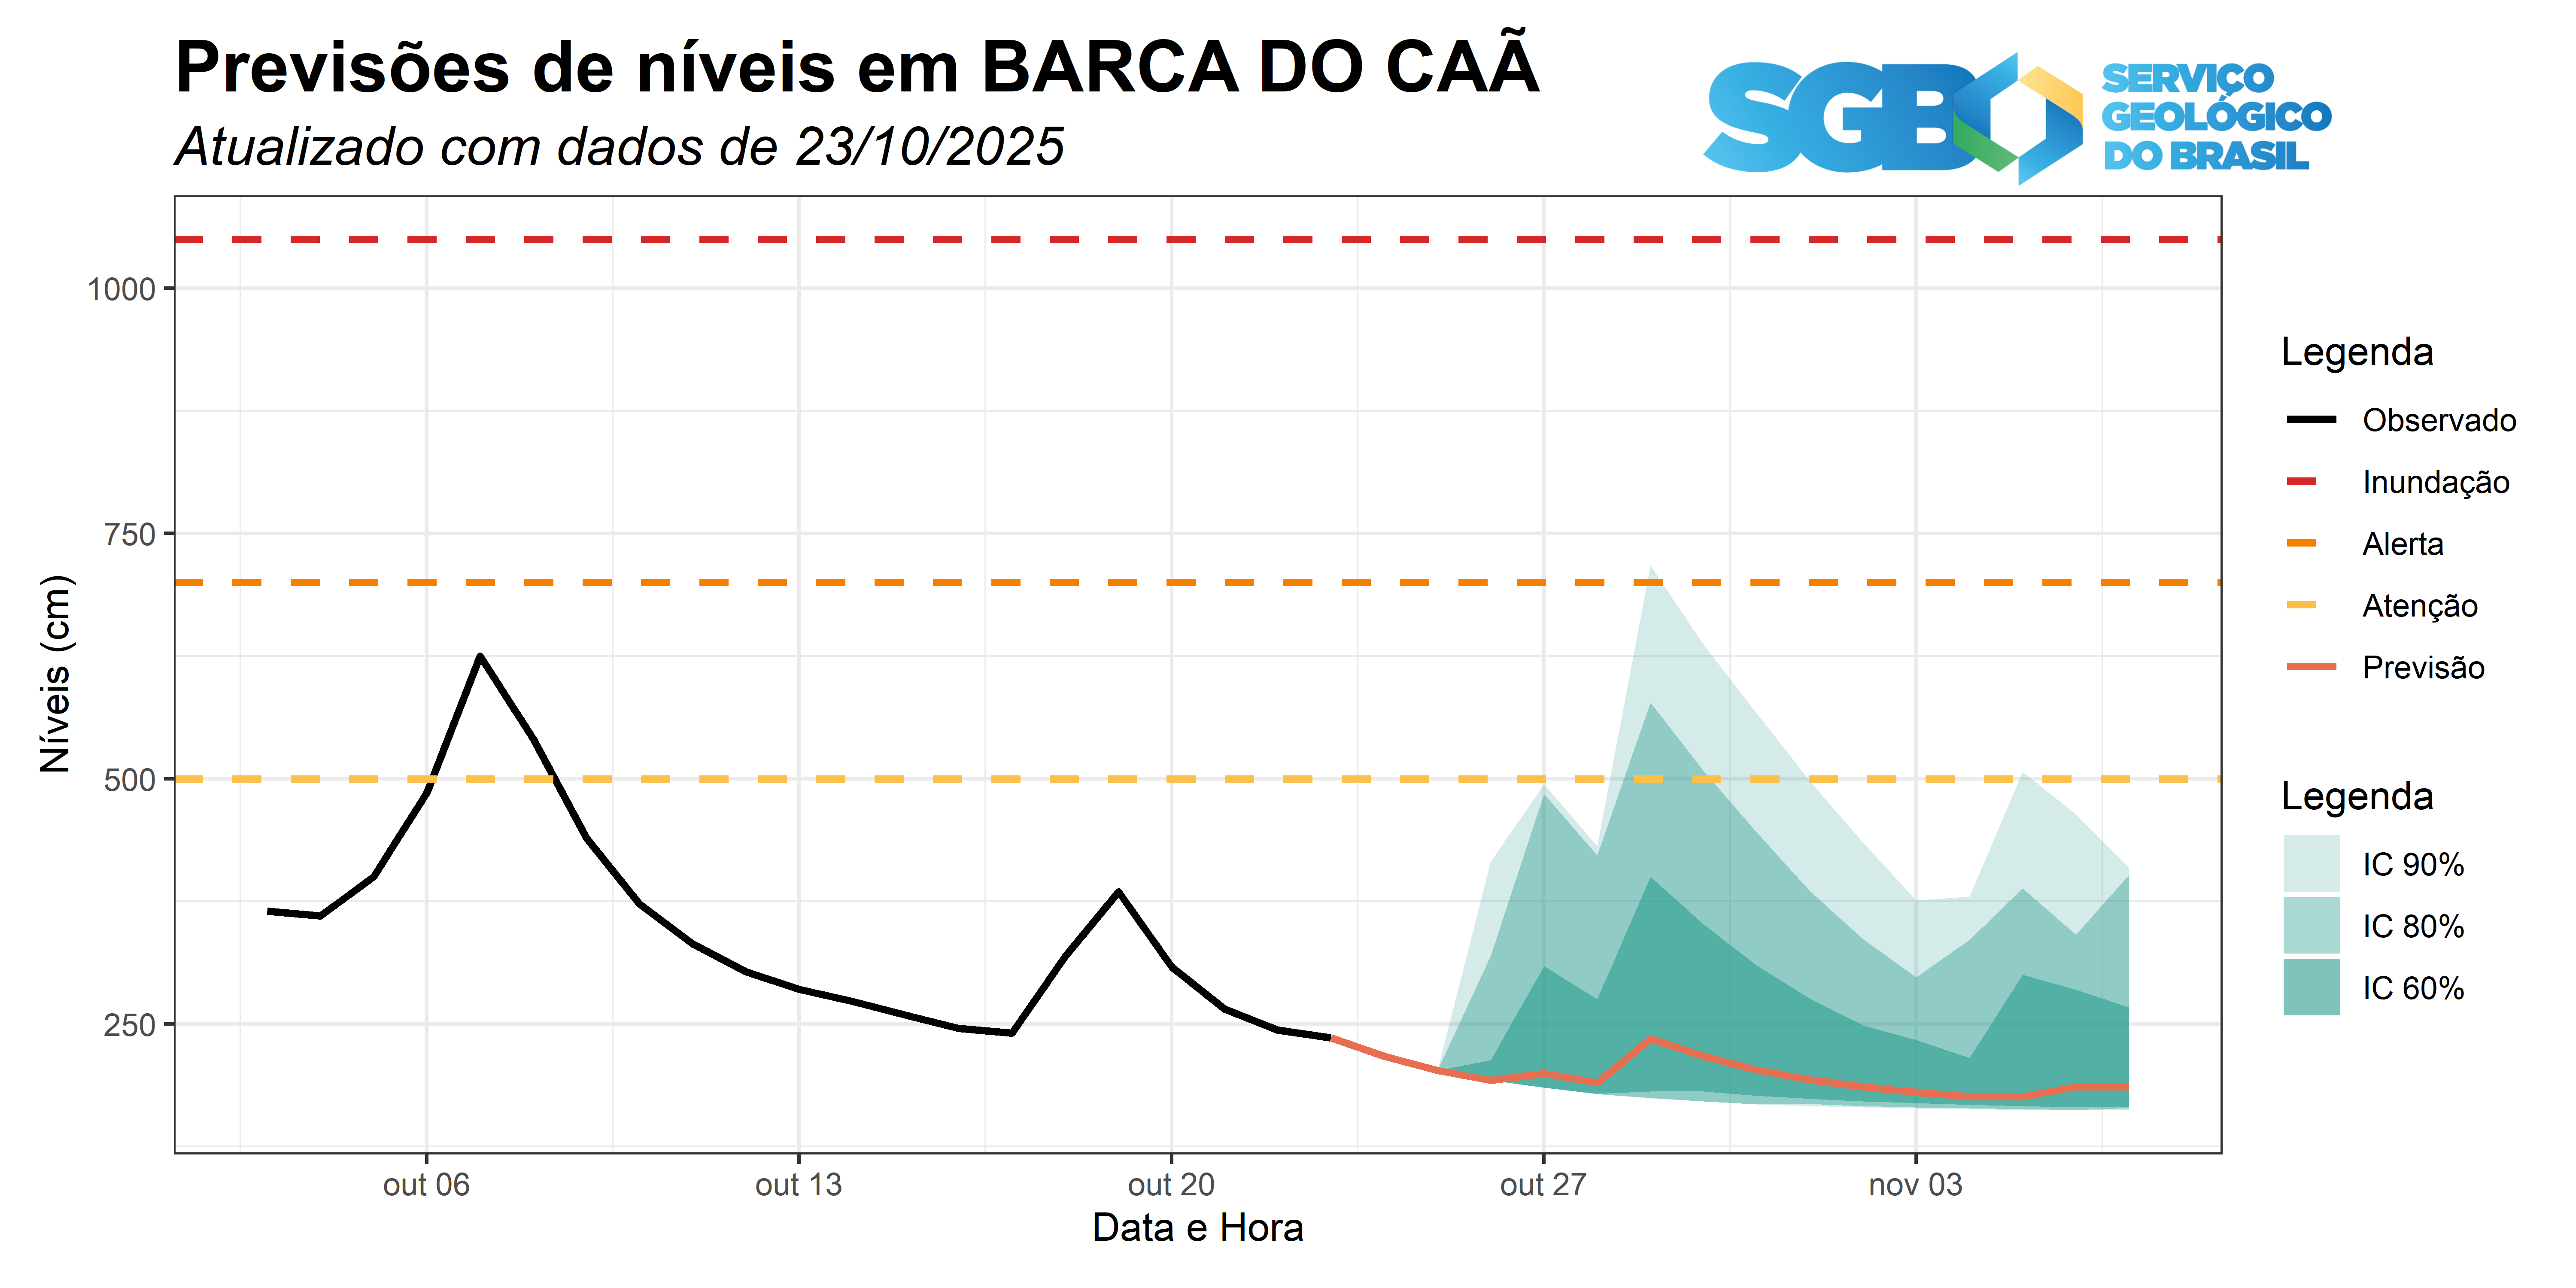 Previsões de níveis em BARCA DO CAÃ
Atualizado com dados de 23/10/2025
SGB
SERVIÇO
GEOLÓGICO
DO BRASIL
Níveis (cm)
1000
750
500
250
out 06
out 13
out 20
out 27
nov 03
Data e Hora
Legenda
Observado
Inundação
Alerta
Atenção
Previsão
Legenda
IC 90%
IC 80%
IC 60%